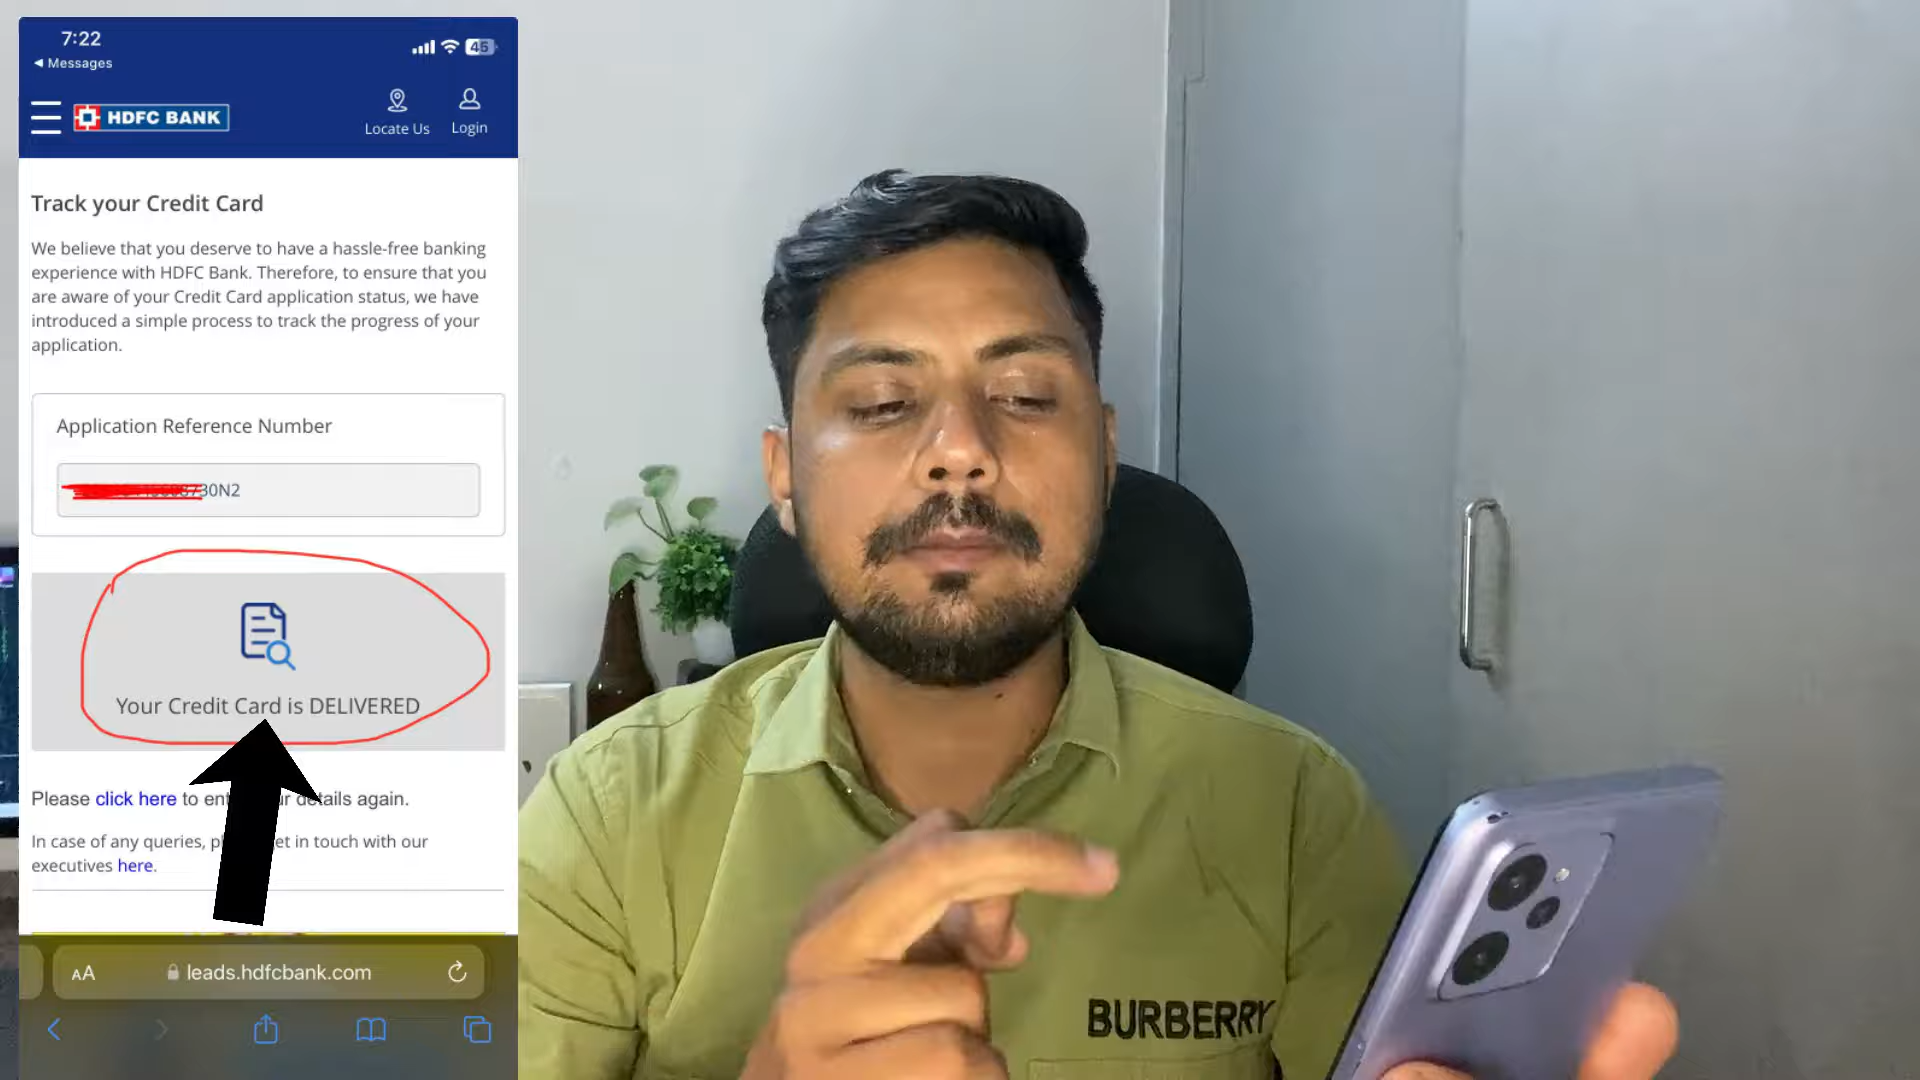 7:22
45
Messages
HDFC BANK
Locate Us
Login
Track your Credit Card
We believe that you deserve to have a hassle-free banking
experience with HDFC Bank. Therefore, to ensure that you
are aware of your Credit Card application status, we have
introduced a simple process to track the progress of your
application.
Application Reference Number
30N2
Your Credit Card is DELIVERED
Please click here to details again.
In case of any queries, in touch with our
executives here.
AA
leads.hdfcbank.com
BURBERRY